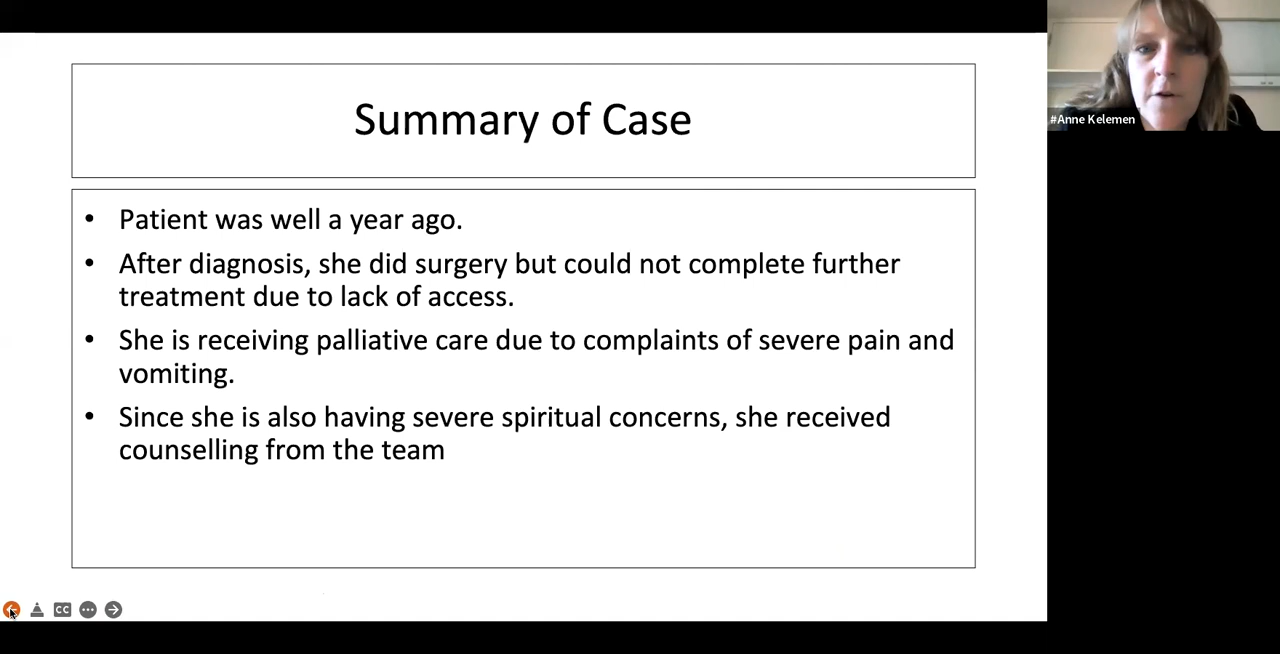 Summary of Case
• Patient was well a year ago.
• After diagnosis, she did surgery but could not complete further
treatment due to lack of access.
• She is receiving palliative care due to complaints of severe pain and
vomiting.
• Since she is also having severe spiritual concerns, she received
counselling from the team
#Anne Kelemen
CC